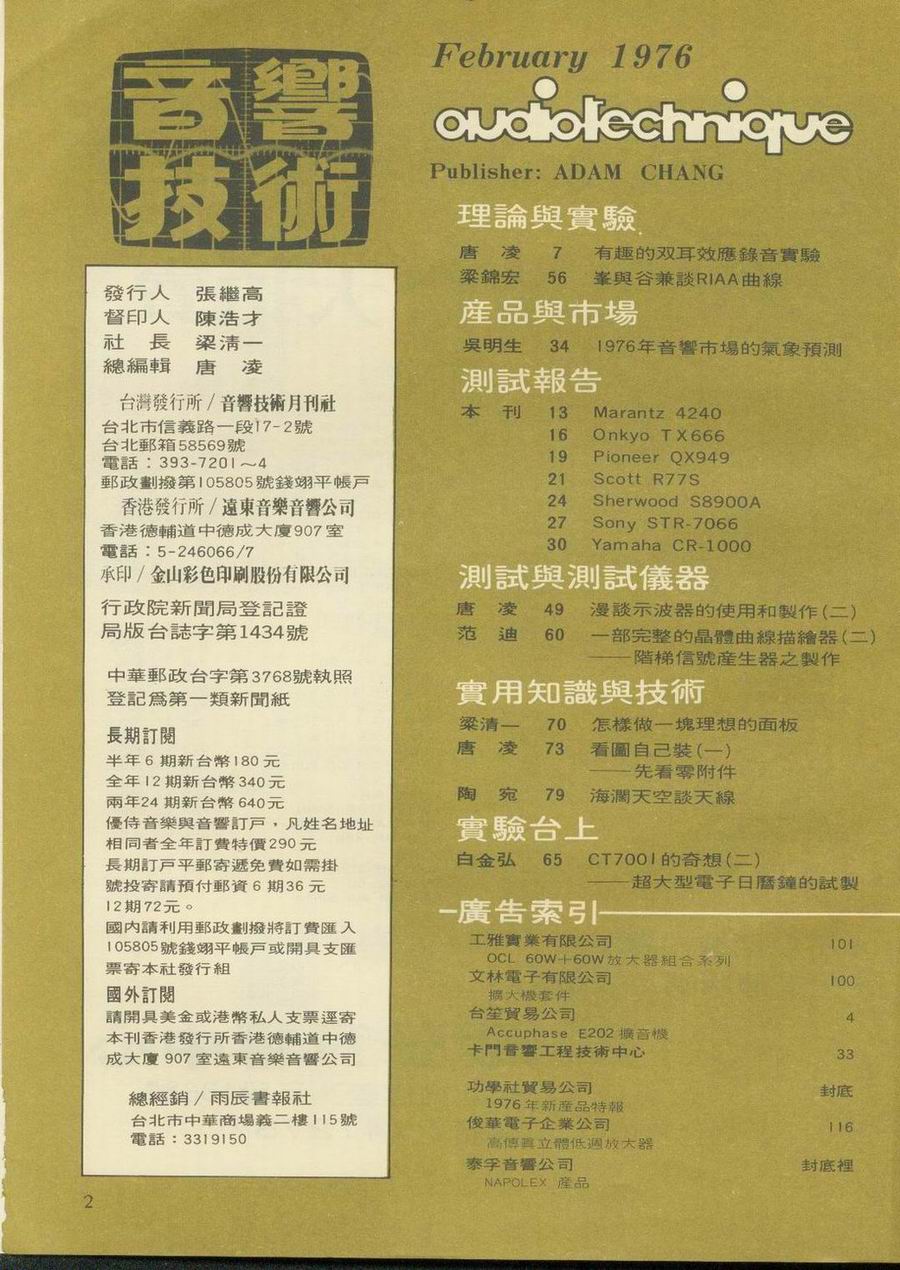 音響
技術
發行人 張繼高
督印人 陳浩才
社 長 梁淸一
總編輯 唐 凌
台灣發行所/音響技術月刊社
台北市信義路一段17-2號
台北郵箱58569號
電話：393-7201～4
郵政劃撥第105805號錢翊平帳戶
香港發行所/遠東音樂音響公司
香港德輔道中德成大廈907室
電話：5-246066/7
承印/金山彩色印刷股份有限公司
行政院新聞局登記證
局版台誌字第1434號
中華郵政台字第3768號執照
登記爲第一類新聞紙
長期訂閱
半年6期新台幣180元
全年12期新台幣340元
兩年24期新台幣640元
優侍音樂與音響訂戶，凡姓名地址
相同者全年訂費特價290元
長期訂戶平郵寄遞免費如需掛
號投寄請預付郵資6期36元
12期72元。
國內請利用郵政劃撥將訂費匯入
105805號錢翊平帳戶或開具支匯
票寄本社發行組
國外訂閱
請開具美金或港幣私人支票逕寄
本刊香港發行所香港德輔道中德
成大廈907室遠東音樂音響公司
總經銷/雨辰書報社
台北市中華商場義二樓115號
電話：3319150
2
February 1976
audiotechnique
Publisher: ADAM CHANG
理論與實驗
唐 凌 7 有趣的双耳效應錄音實驗
梁錦宏 56 峯與谷兼談RIAA曲線
産品與市場
吳明生 34 1976年音響市場的氣象預測
測試報告
本 刊 13 Marantz 4240
16 Onkyo TX666
19 Pioneer QX949
21 Scott R77S
24 Sherwood S8900A
27 Sony STR-7066
30 Yamaha CR-1000
測試與測試儀器
唐 凌 49 漫談示波器的使用和製作(二)
范 迪 60 一部完整的晶體曲線描繪器(二)
——階梯信號產生器之製作
實用知識與技術
梁清一 70 怎樣做一塊理想的面板
唐 凌 73 看圖自己裝(一)
——先看零附件
陶 宛 79 海濶天空談天線
實驗台上
白金弘 65 CT7001的奇想(二)
——超大型電子日曆鐘的試製
廣告索引
工雅實業有限公司 101
OCL 60W+60W放大器組合系列
文林電子有限公司 100
擴大機套件
台笙貿易公司 4
Accuphase E202擴音機
卡門音響工程技術中心 33
功學社貿易公司 封底
1976年新産品特報
俊華電子企業公司 116
高傳眞立體低週放大器
泰孚音響公司 封底裡
NAPOLEX 產品